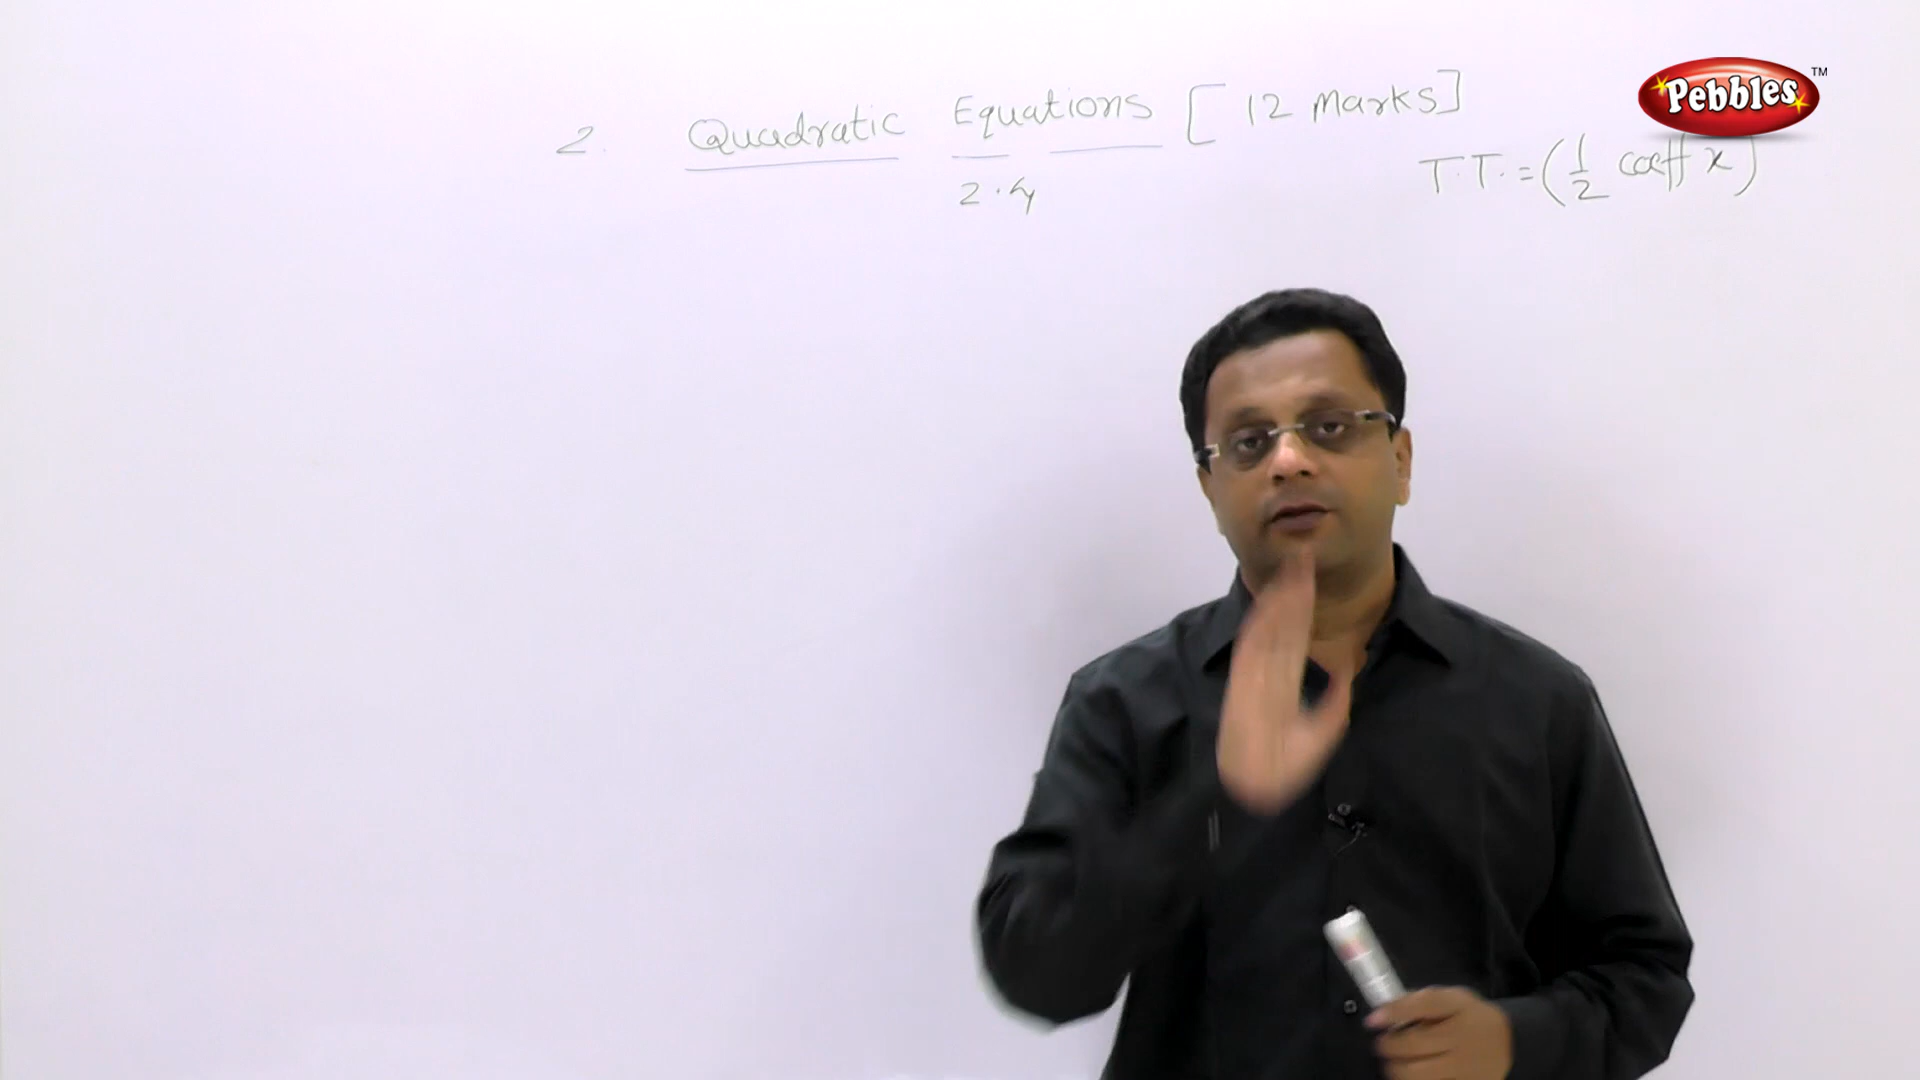 2. Quadratic Equations [12 Marks]
2.4
T.T. = (1/2 coeff x)
Pebbles TM